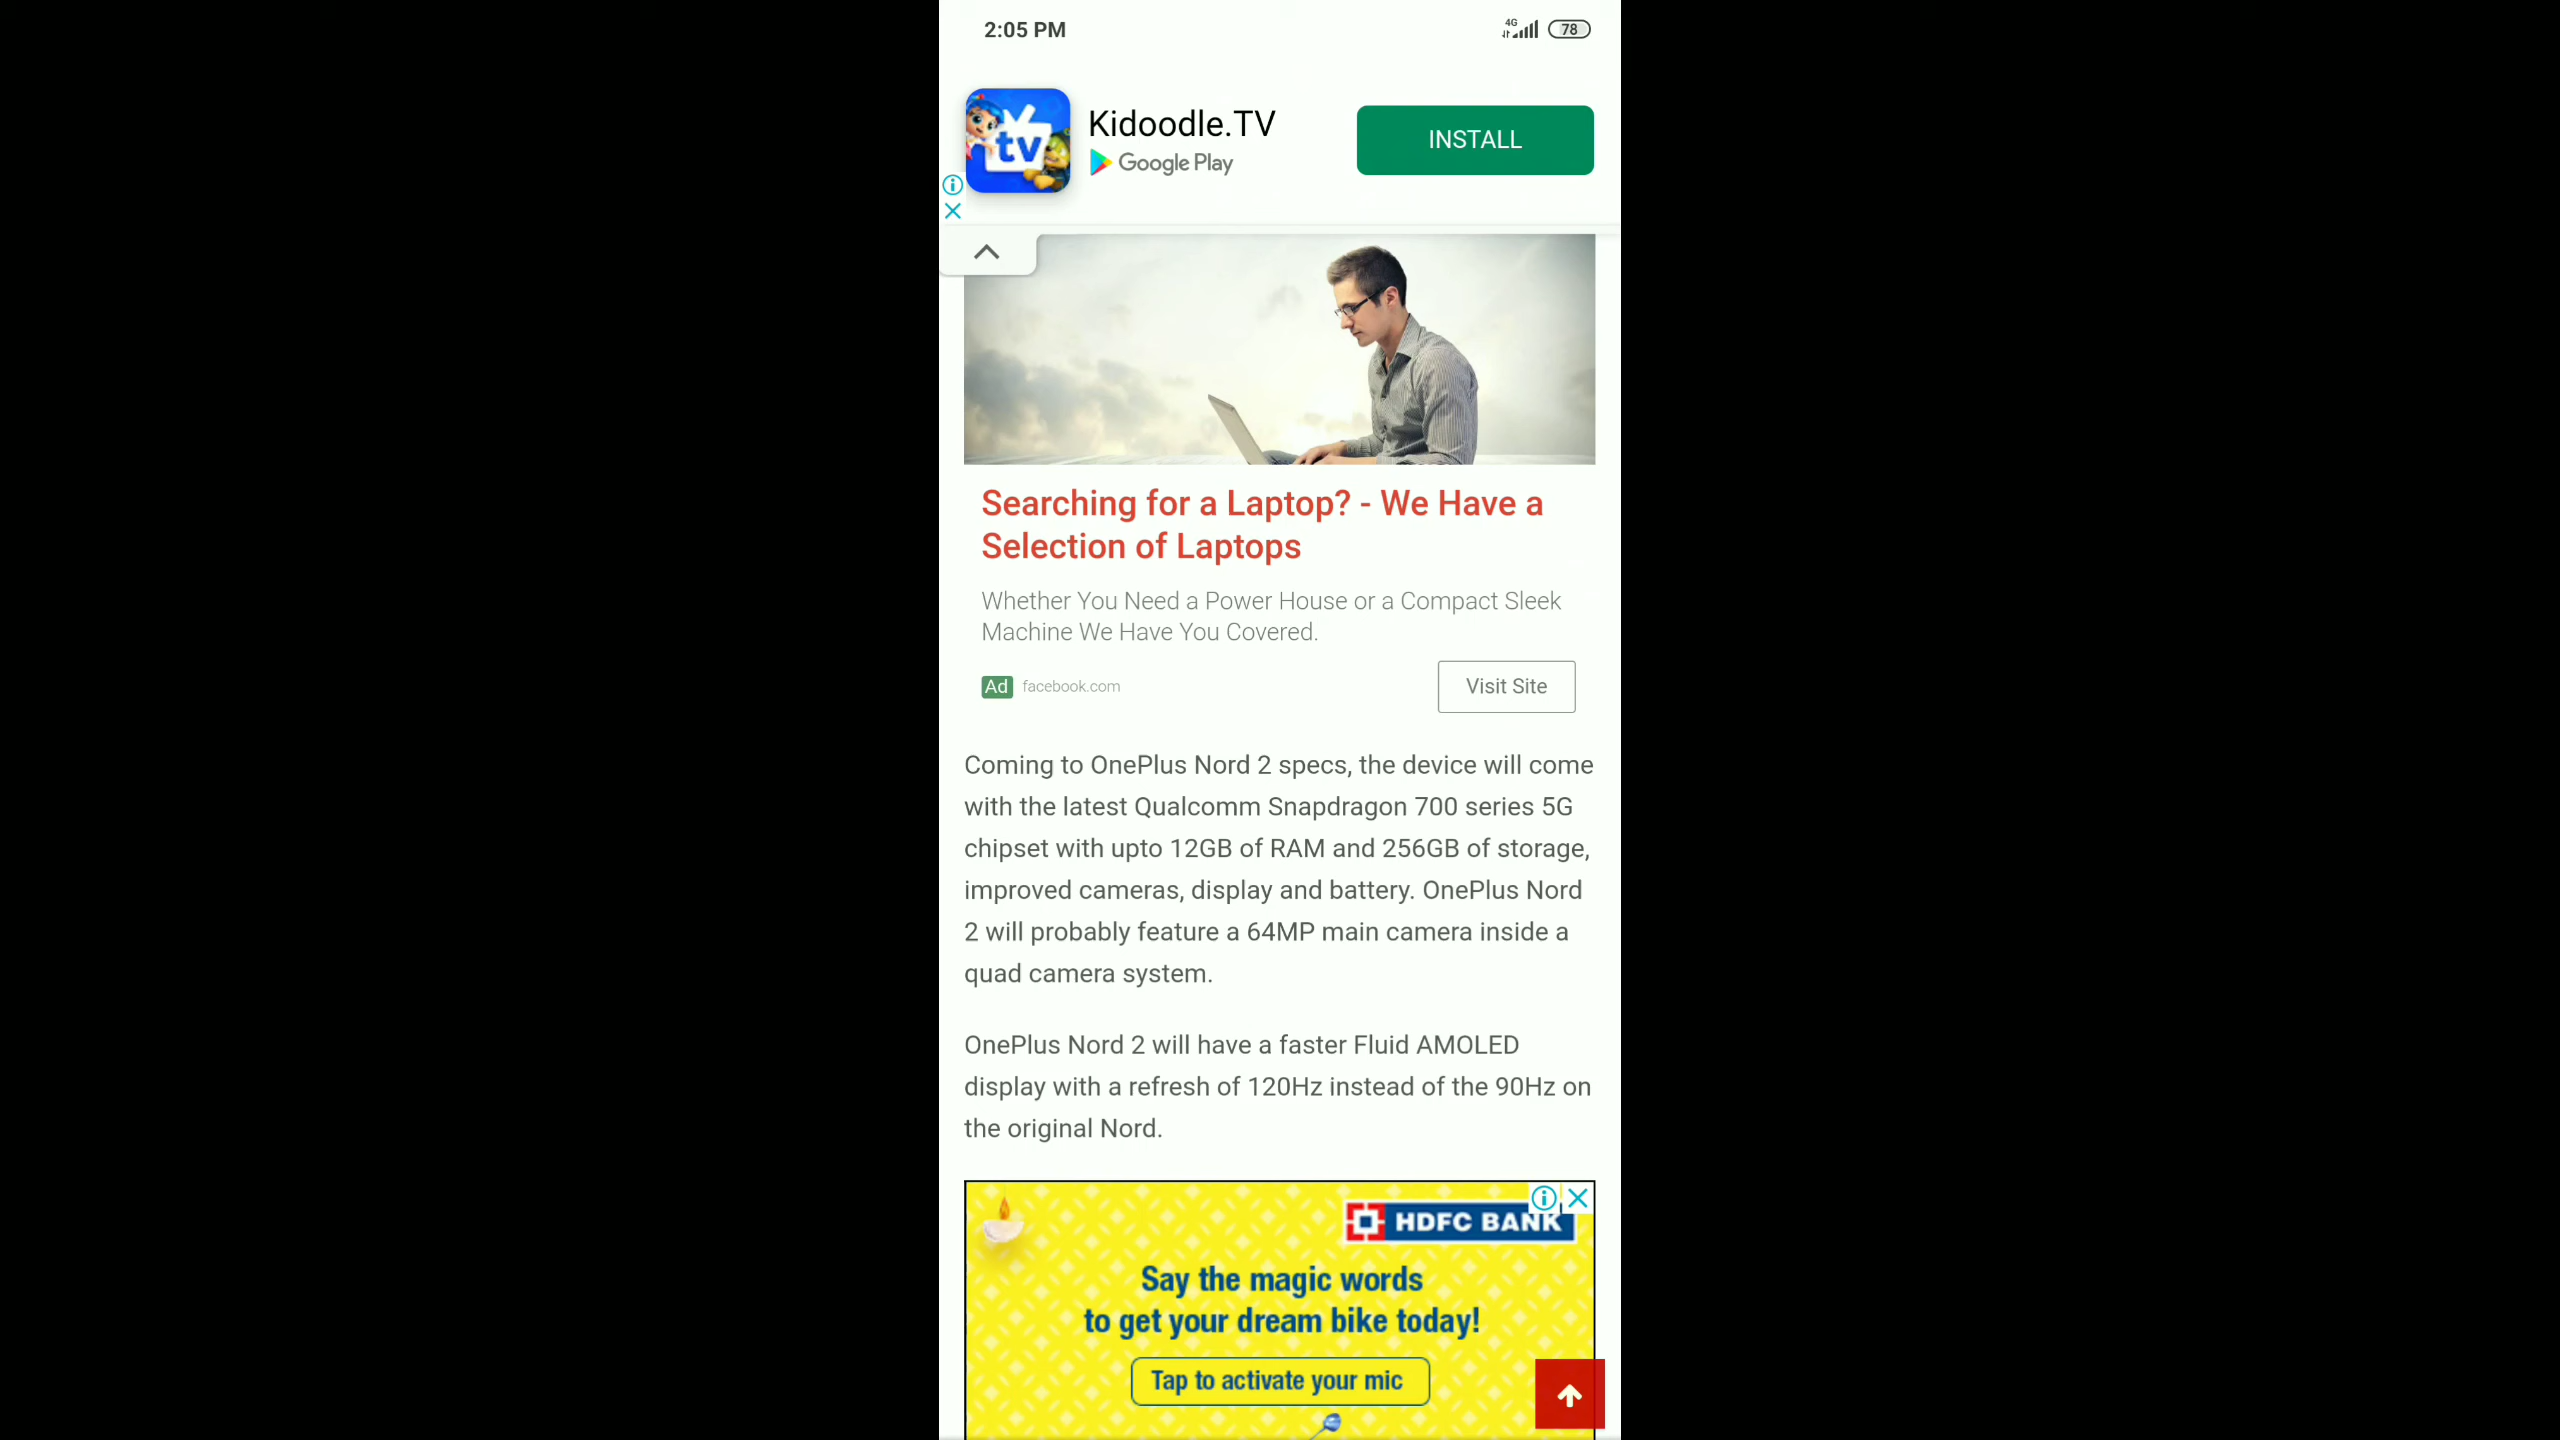 2:05 PM
4G
78
tv
Kidoodle.TV
Google Play
INSTALL
Searching for a Laptop? - We Have a
Selection of Laptops
Whether You Need a Power House or a Compact Sleek
Machine We Have You Covered.
Ad facebook.com
Visit Site
Coming to OnePlus Nord 2 specs, the device will come
with the latest Qualcomm Snapdragon 700 series 5G
chipset with upto 12GB of RAM and 256GB of storage,
improved cameras, display and battery. OnePlus Nord
2 will probably feature a 64MP main camera inside a
quad camera system.
OnePlus Nord 2 will have a faster Fluid AMOLED
display with a refresh of 120Hz instead of the 90Hz on
the original Nord.
HDFC BANK
Say the magic words
to get your dream bike today!
Tap to activate your mic